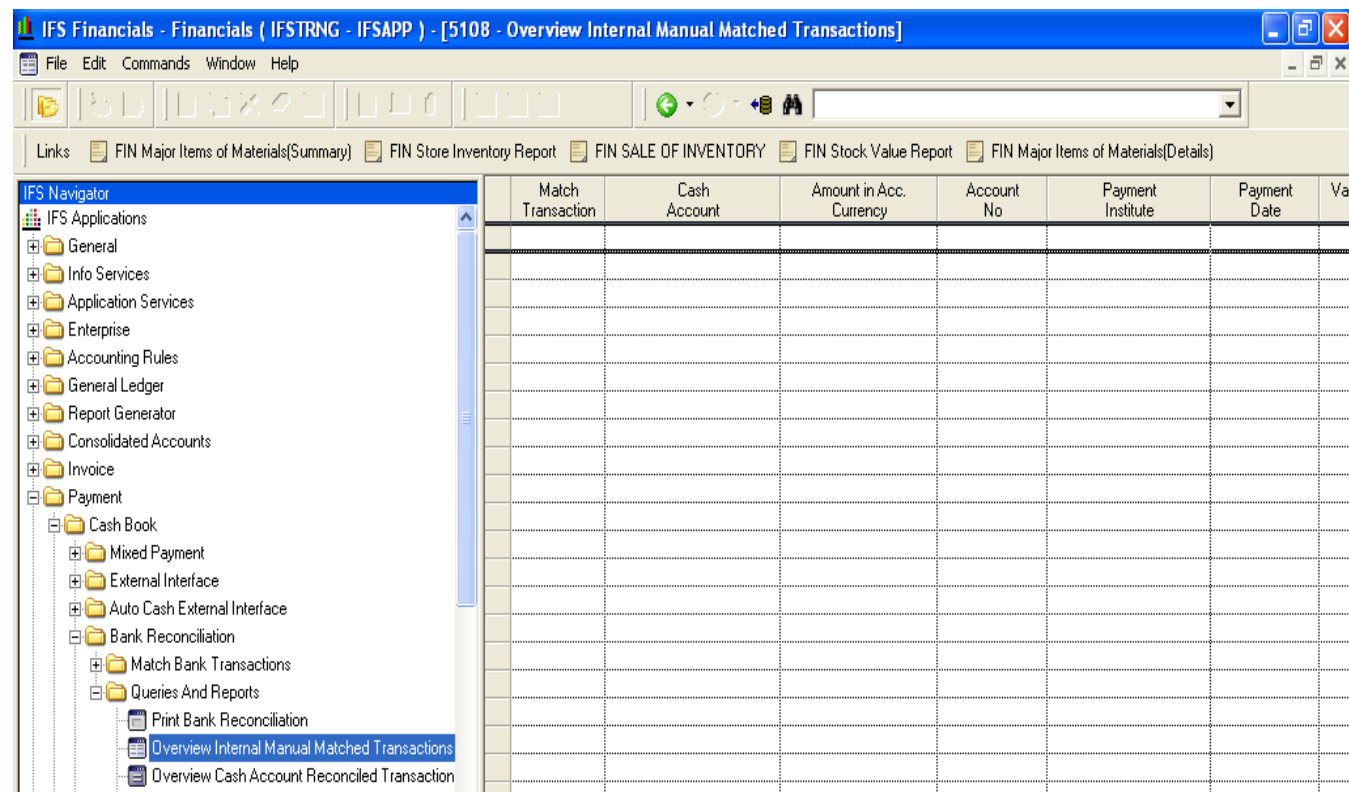 IFS Financials - Financials ( IFSTRNG - IFSAPP ) - [5108 - Overview Internal Manual Matched Transactions]
File Edit Commands Window Help
Links FIN Major Items of Materials(Summary) FIN Store Inventory Report FIN SALE OF INVENTORY FIN Stock Value Report FIN Major Items of Materials(Details)
IFS Navigator
IFS Applications
General
Info Services
Application Services
Enterprise
Accounting Rules
General Ledger
Report Generator
Consolidated Accounts
Invoice
Payment
Cash Book
Mixed Payment
External Interface
Auto Cash External Interface
Bank Reconciliation
Match Bank Transactions
Queries And Reports
Print Bank Reconciliation
Overview Internal Manual Matched Transactions
Overview Cash Account Reconciled Transaction
Match Cash Amount in Acc. Account Payment Payment Va
Transaction Account Currency No Institute Date